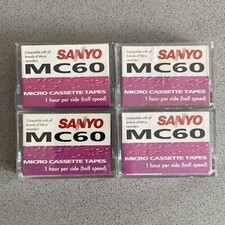 Compatible with all
brands of Micro
recorders
SANYO
MC60
MICRO CASSETTE TAPES
1 hour per side (half speed)
Compatible with all
brands of Micro
recorders
SANYO
MC60
MICRO CASSETTE TAPES
1 hour per side (half speed)
Compatible with all
brands of Micro
recorders
SANYO
MC60
MICRO CASSETTE TAPES
1 hour per side (half speed)
Compatible with all
brands of Micro
recorders
SANYO
MC60
MICRO CASSETTE TAPES
1 hour per side (half speed)